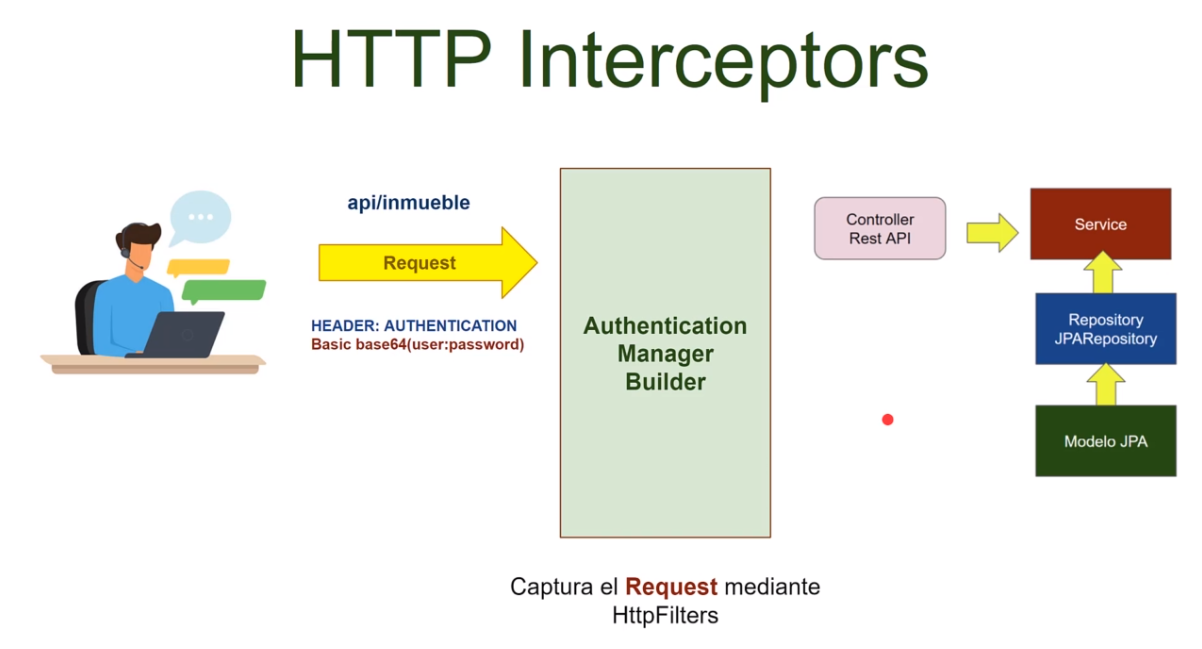 HTTP Interceptors
api/inmueble
Request
HEADER: AUTHENTICATION
Basic base64(user:password)
Authentication
Manager
Builder
Controller
Rest API
Service
Repository
JPARepository
Modelo JPA
Captura el Request mediante
HttpFilters